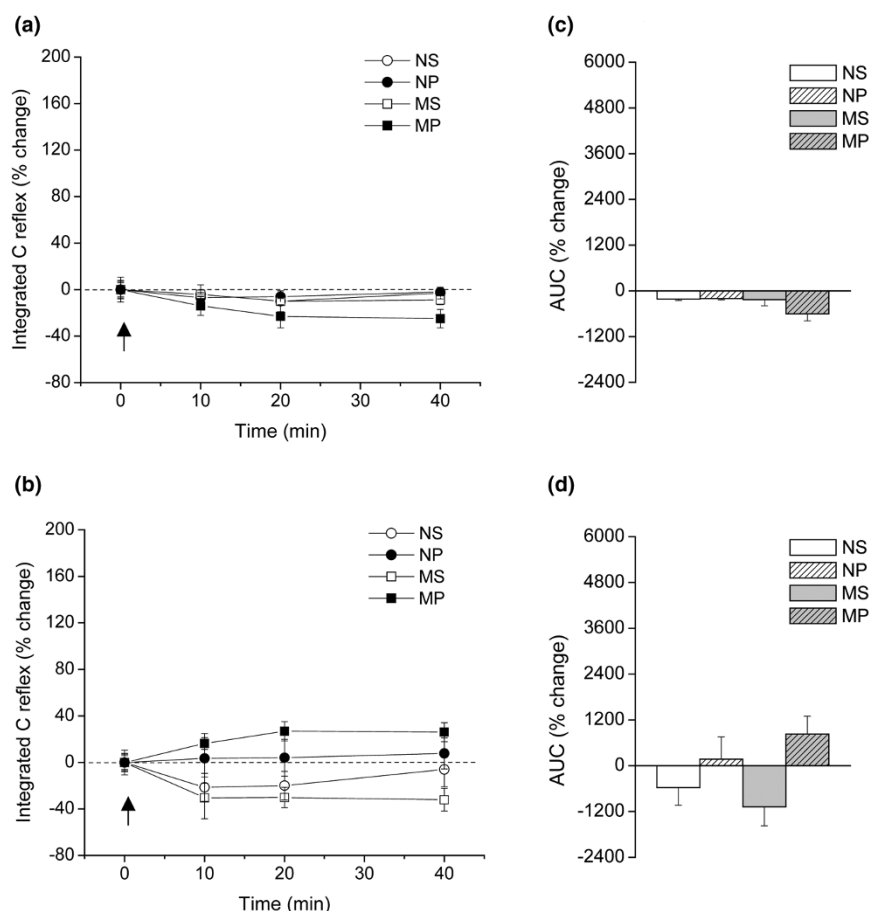 (a)
200
160
120
80
40
0
-40
-80
Integrated C reflex (% change)
NS
NP
MS
MP
0 10 20 30 40
Time (min)
(c)
6000
4800
3600
2400
1200
0
-1200
-2400
AUC (% change)
NS
NP
MS
MP
(b)
200
160
120
80
40
0
-40
-80
Integrated C reflex (% change)
NS
NP
MS
MP
0 10 20 30 40
Time (min)
(d)
6000
4800
3600
2400
1200
0
-1200
-2400
AUC (% change)
NS
NP
MS
MP